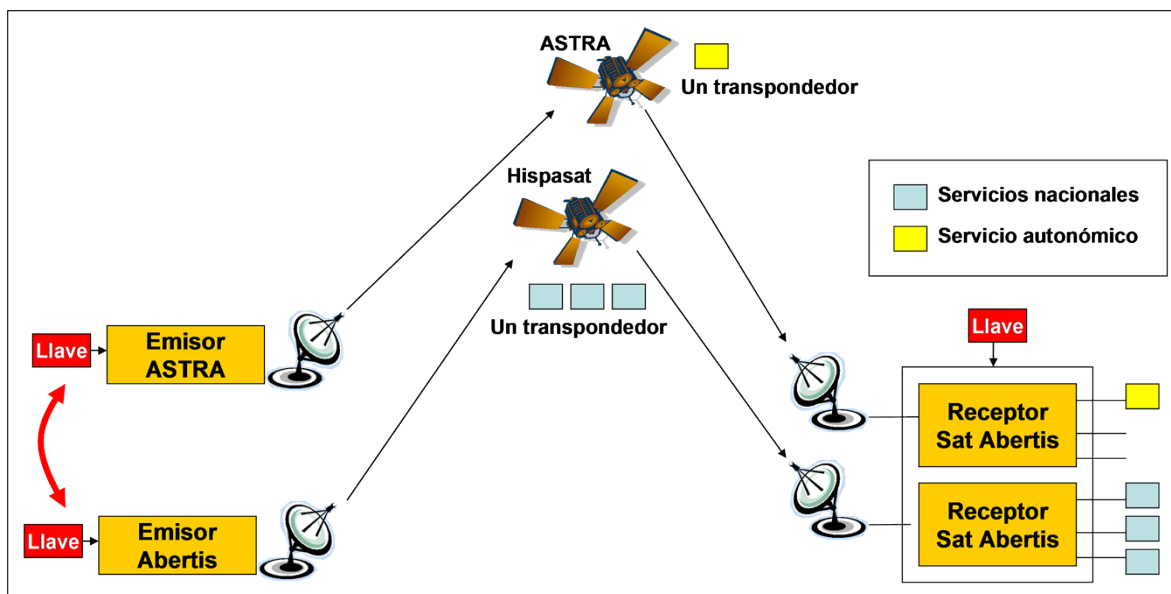 ASTRA
Un transpondedor
Hispasat
Un transpondedor
Servicios nacionales
Servicio autonómico
Llave
Emisor
ASTRA
Llave
Emisor
Abertis
Llave
Receptor
Sat Abertis
Receptor
Sat Abertis